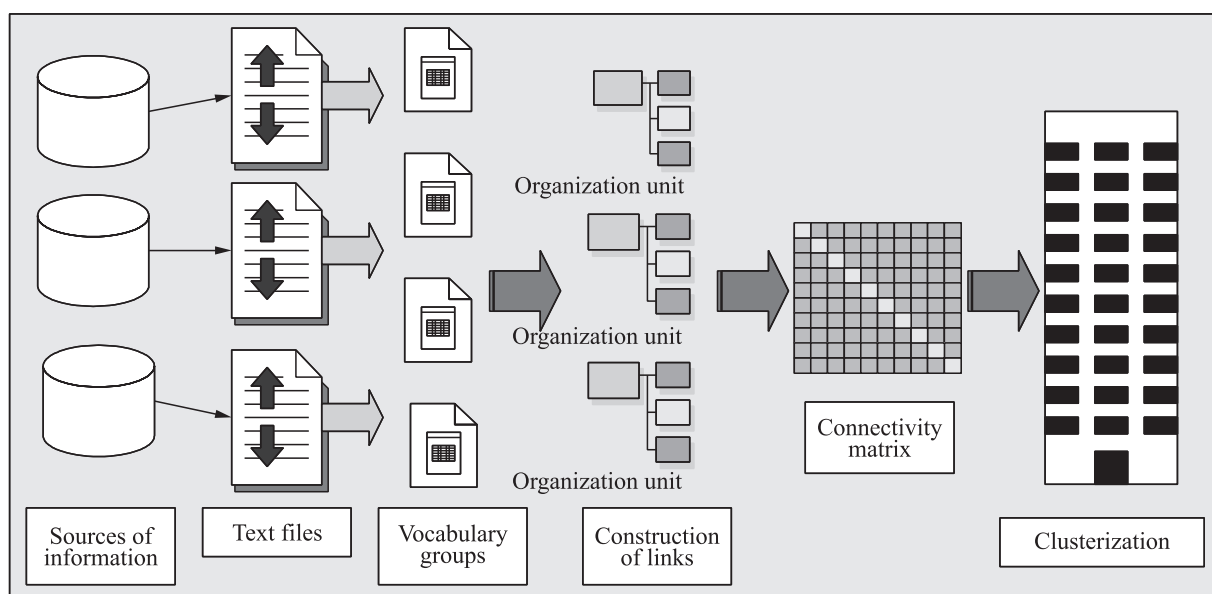 Organization unit
Organization unit
Organization unit
Sources of
information
Text files
Vocabulary
groups
Construction
of links
Connectivity
matrix
Clusterization